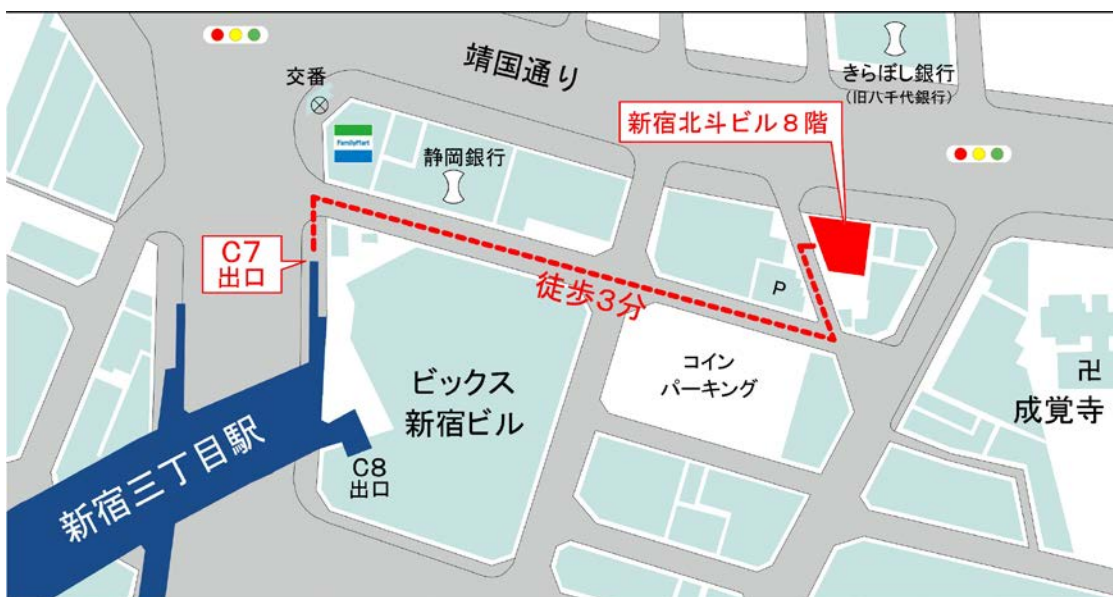 靖国通り
交番
きらぼし銀行
(旧八千代銀行)
新宿北斗ビル8階
FamilyMart
静岡銀行
C7
出口
徒歩3分
P
コイン
パーキング
ビックス
新宿ビル
卍
成覚寺
新宿三丁目駅
C8
出口